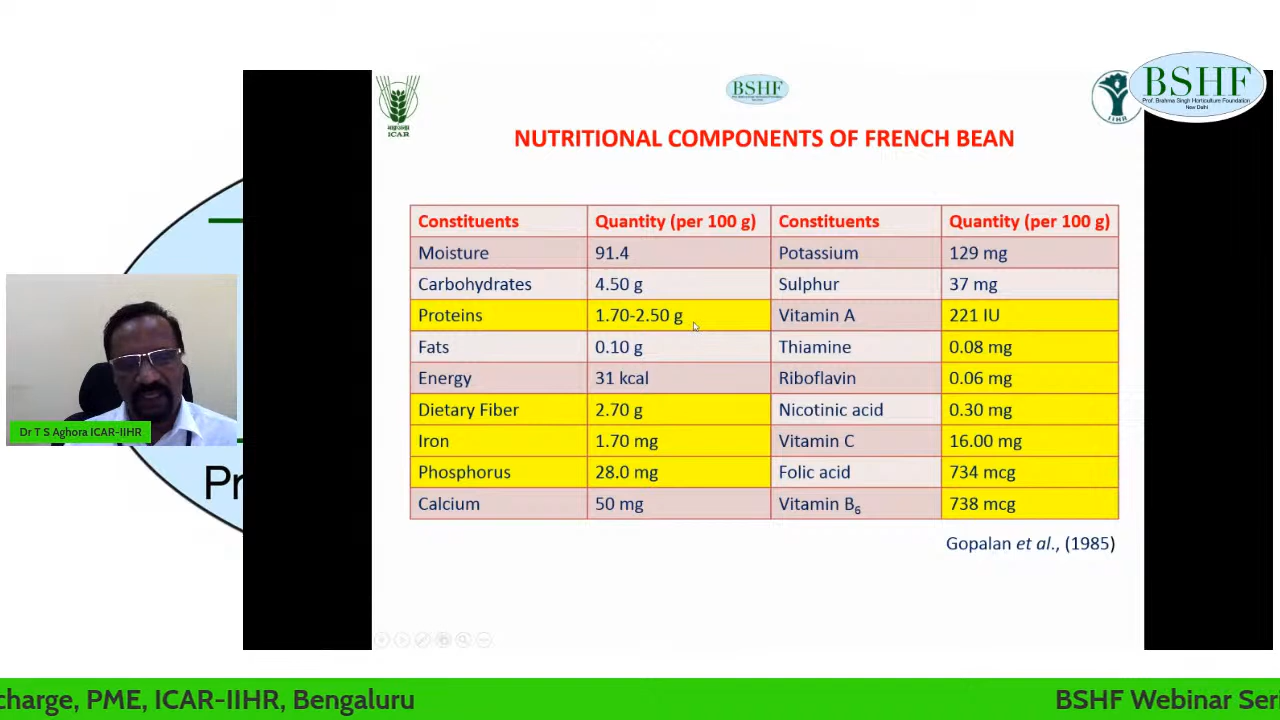 BSHF
Prof. Brahma Singh Horticulture Foundation
New Delhi
BSHF
ICAR
IIHR
NUTRITIONAL COMPONENTS OF FRENCH BEAN
Constituents Quantity (per 100 g) Constituents Quantity (per 100 g)
Moisture 91.4 Potassium 129 mg
Carbohydrates 4.50 g Sulphur 37 mg
Proteins 1.70-2.50 g Vitamin A 221 IU
Fats 0.10 g Thiamine 0.08 mg
Energy 31 kcal Riboflavin 0.06 mg
Dietary Fiber 2.70 g Nicotinic acid 0.30 mg
Iron 1.70 mg Vitamin C 16.00 mg
Phosphorus 28.0 mg Folic acid 734 mcg
Calcium 50 mg Vitamin B₆ 738 mcg
Gopalan et al., (1985)
Dr T S Aghora ICAR-IIHR
Pr
charge, PME, ICAR-IIHR, Bengaluru BSHF Webinar Seri